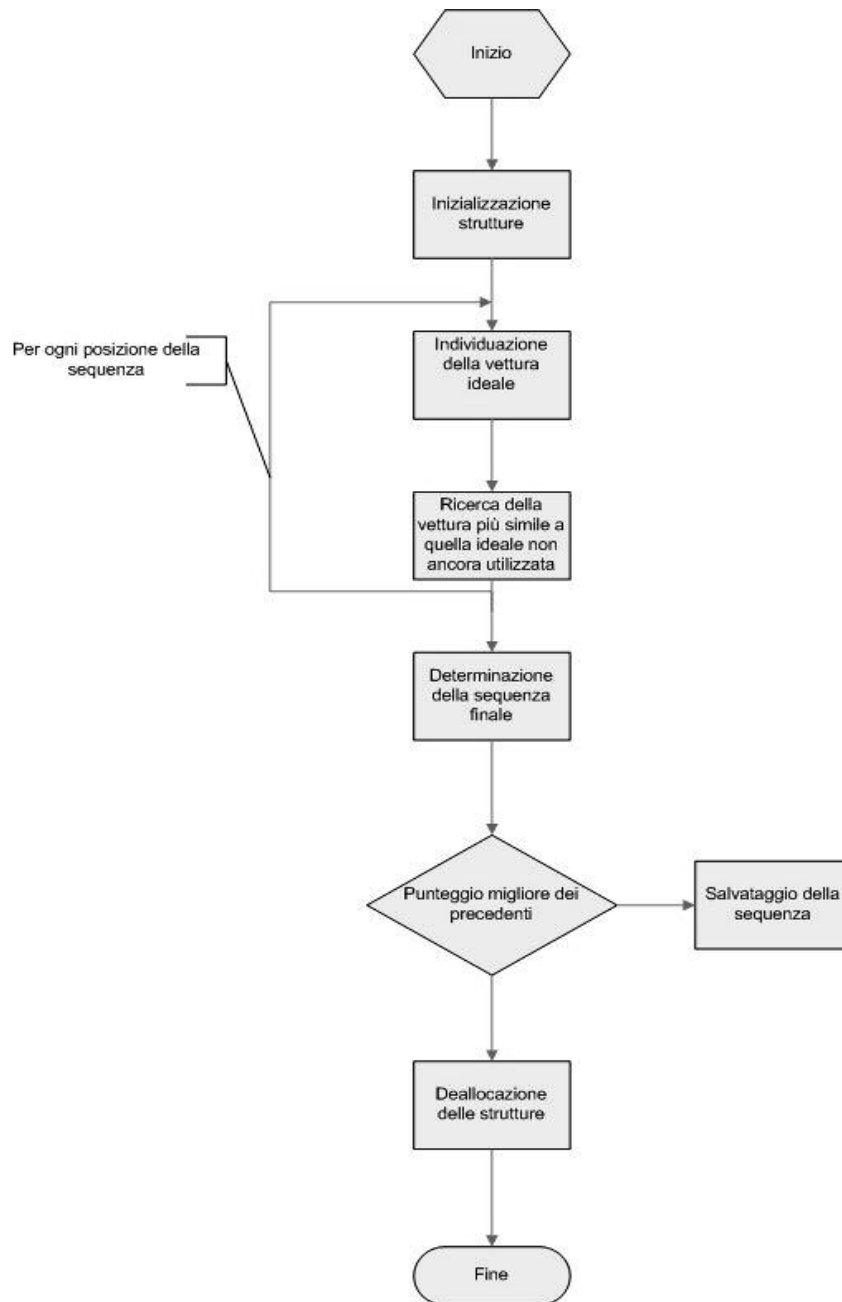 Inizio
Inizializzazione
strutture
Per ogni posizione della
sequenza
Individuazione
della vettura
ideale
Ricerca della
vettura più simile a
quella ideale non
ancora utilizzata
Determinazione
della sequenza
finale
Punteggio migliore dei
precedenti
Salvataggio della
sequenza
Deallocazione
delle strutture
Fine